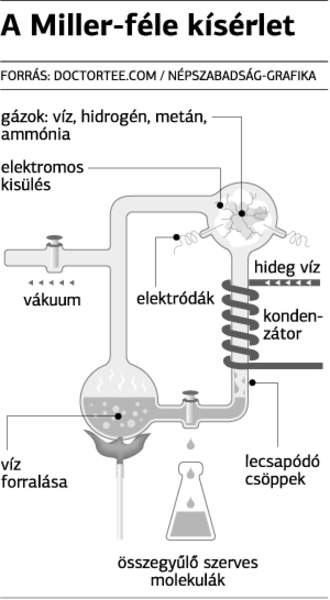 A Miller-féle kísérlet
FORRÁS: DOCTORTEE.COM / NÉPSZABADSÁG-GRAFIKA
gázok: víz, hidrogén, metán,
ammónia
elektromos
kisülés
hideg víz
vákuum
elektródák
konden-
zátor
víz
forralása
lecsapódó
csöppek
összegyűlő szerves
molekulák